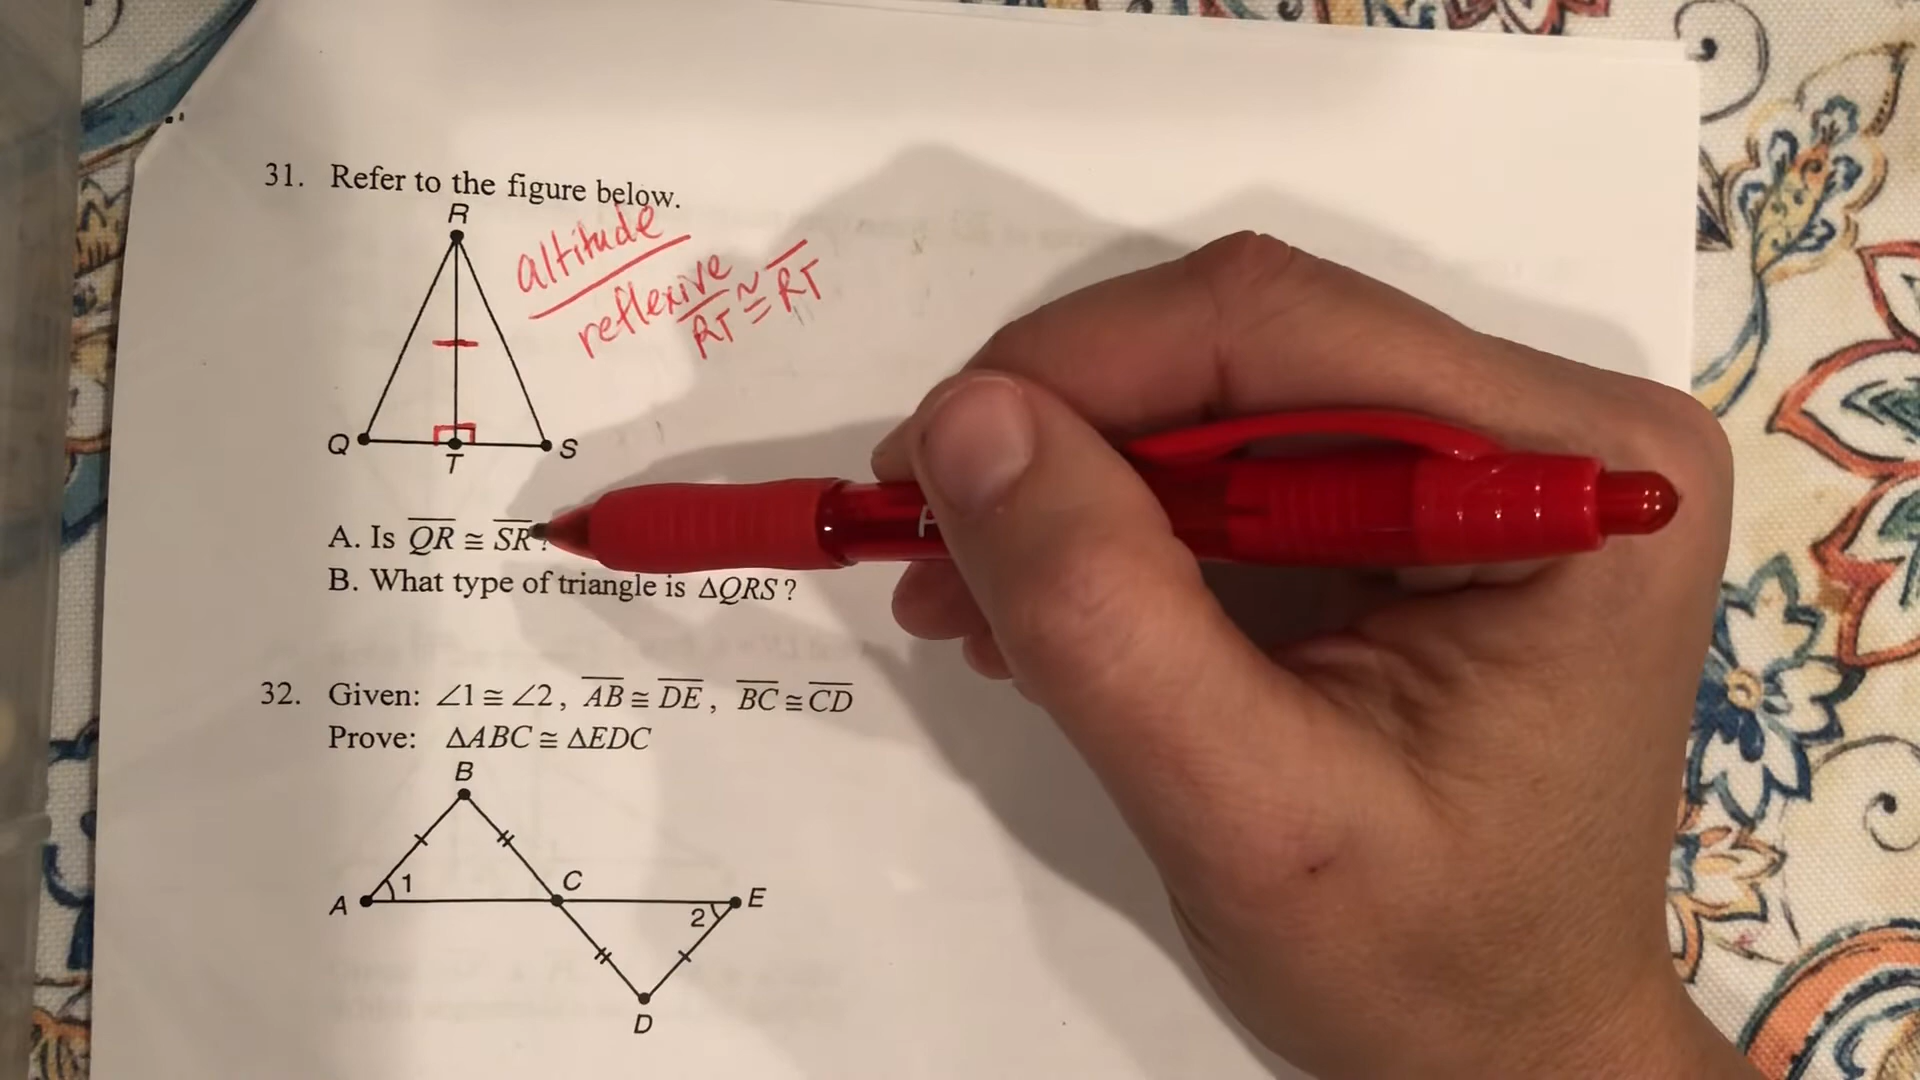 31. Refer to the figure below.
R
altitude
reflexive
RT ≅ RT
Q
T
S
A. Is QR ≅ SR?
B. What type of triangle is ΔQRS?
32. Given: ∠1 ≅ ∠2, AB ≅ DE, BC ≅ CD
Prove: ΔABC ≅ ΔEDC
B
A
1
C
2
E
D